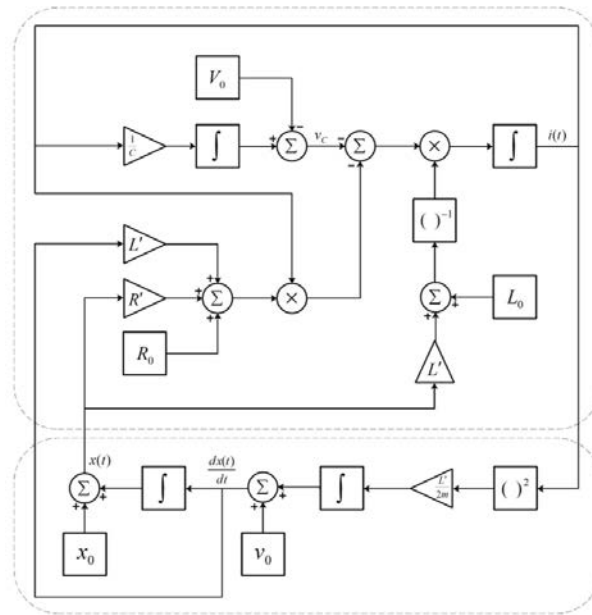 V₀
−
+
1/C
∫
+
Σ
v_C
−
Σ
−
×
∫
i(t)
L′
+
( )⁻¹
R′
+
Σ
+
×
Σ
+
+
L₀
R₀
L′
x(t)
dx(t)/dt
Σ
+
+
∫
Σ
+
+
∫
L′/2m
( )²
x₀
v₀